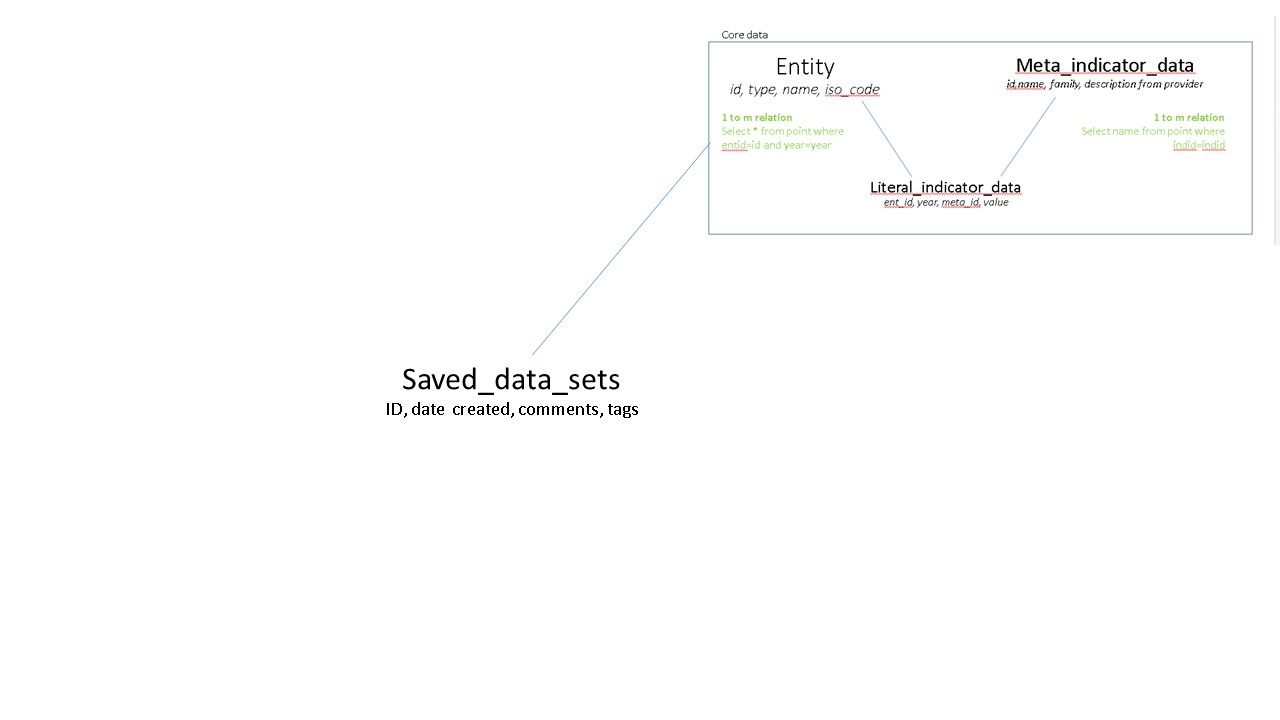 Core data
Entity
id, type, name, iso_code
Meta_indicator_data
id,name, family, description from provider
1 to m relation
Select * from point where
entid=id and year=year
1 to m relation
Select name from point where
indid=indid
Literal_indicator_data
ent_id, year, meta_id, value
Saved_data_sets
ID, date created, comments, tags